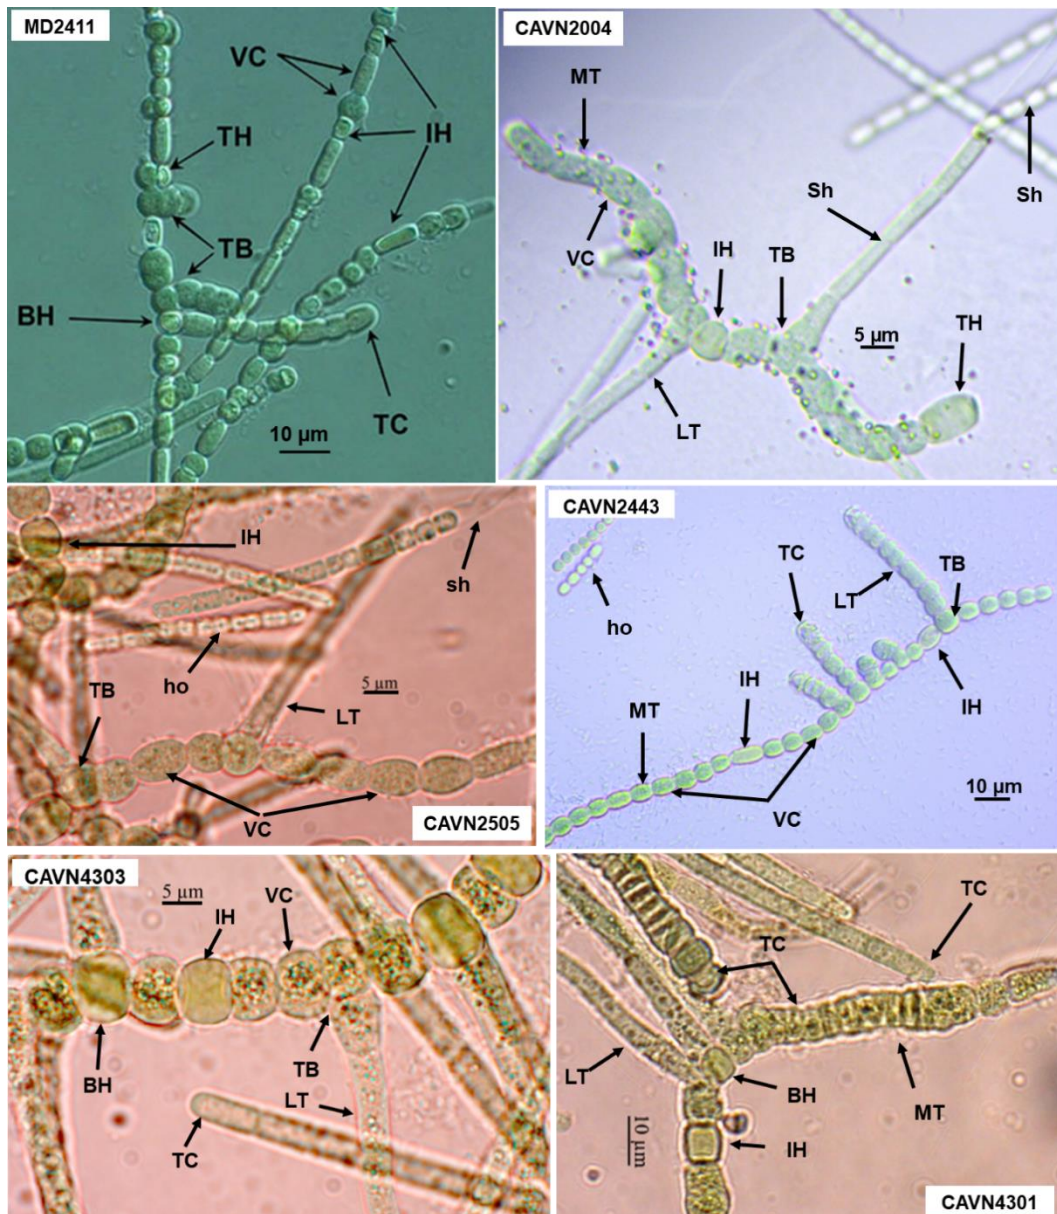 MD2411
VC
IH
TH
TB
BH
TC
10 µm
CAVN2004
MT
Sh
Sh
VC
IH
TB
5 µm
TH
LT
IH
sh
ho
TB
5 µm
LT
VC
CAVN2505
CAVN2443
TC
TB
LT
ho
IH
IH
MT
10 µm
VC
CAVN4303
5 µm
IH
VC
BH
TB
LT
TC
TC
TC
LT
BH
MT
10 µm
IH
CAVN4301